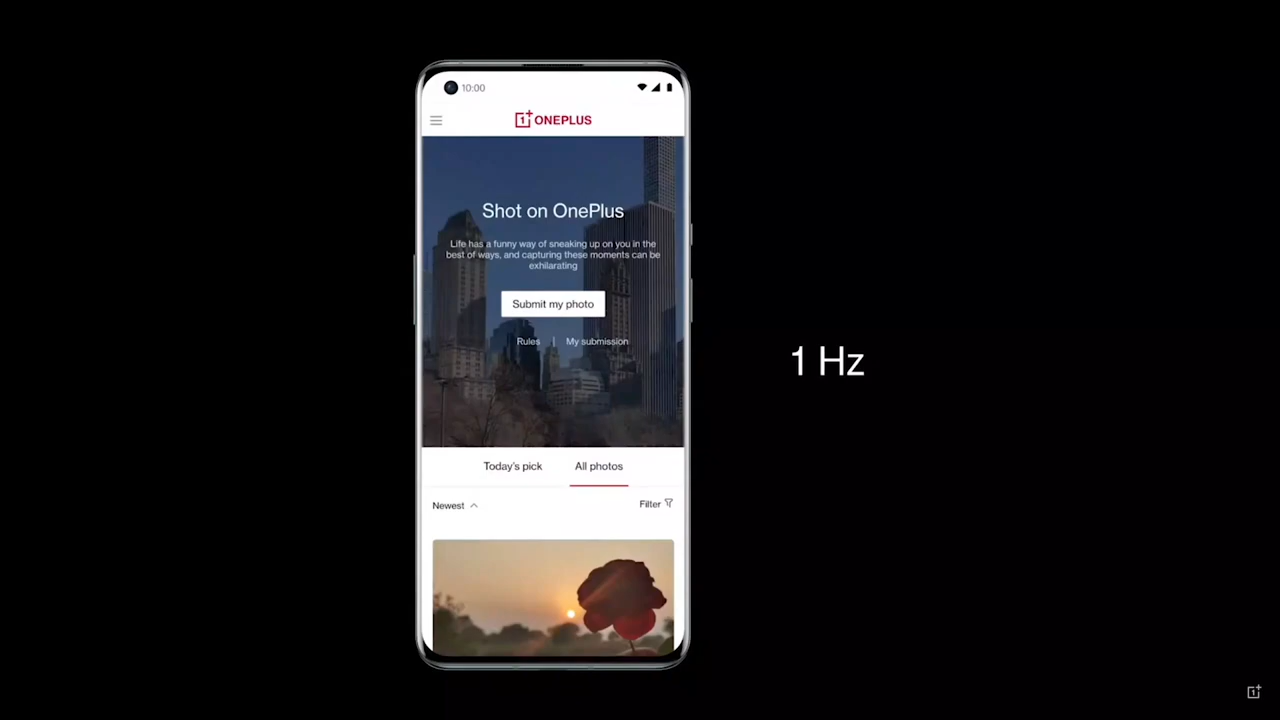 10:00
ONEPLUS
Shot on OnePlus
Life has a funny way of sneaking up on you in the
best of ways, and capturing these moments can be
exhilarating
Submit my photo
Rules | My submission
1 Hz
Today's pick All photos
Newest Filter